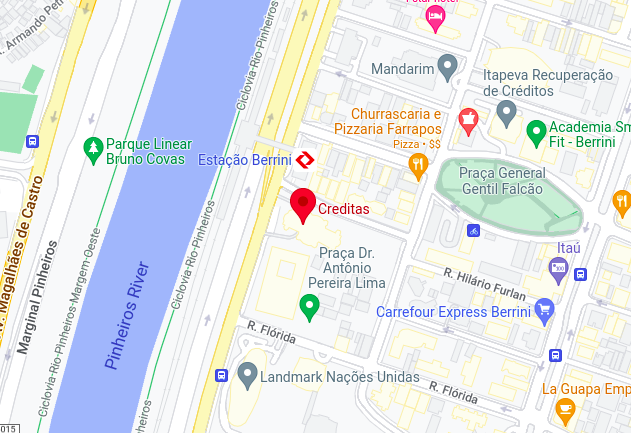 Total Hotel
R. Armando Petr
Mandarim
Itapeva Recuperação
de Créditos
Churrascaria e
Pizzaria Farrapos
Pizza • $$
Academia Sm
Fit - Berrini
Parque Linear
Bruno Covas
Estação Berrini
Praça General
Gentil Falcão
Creditas
Praça Dr.
Antônio
Pereira Lima
Itaú
R. Hilário Furlan
Carrefour Express Berrini
R. Flórida
R. Flórida
Landmark Nações Unidas
La Guapa Emp
Ciclovia-Rio-Pinheiros
Ciclovia-Rio-Pinheiros
Ciclovia-Rio-Pinheiros-Margem-Oeste
Pinheiros
Pinheiros River
Marginal Pinheiros
v. Magalhães de Castro
015